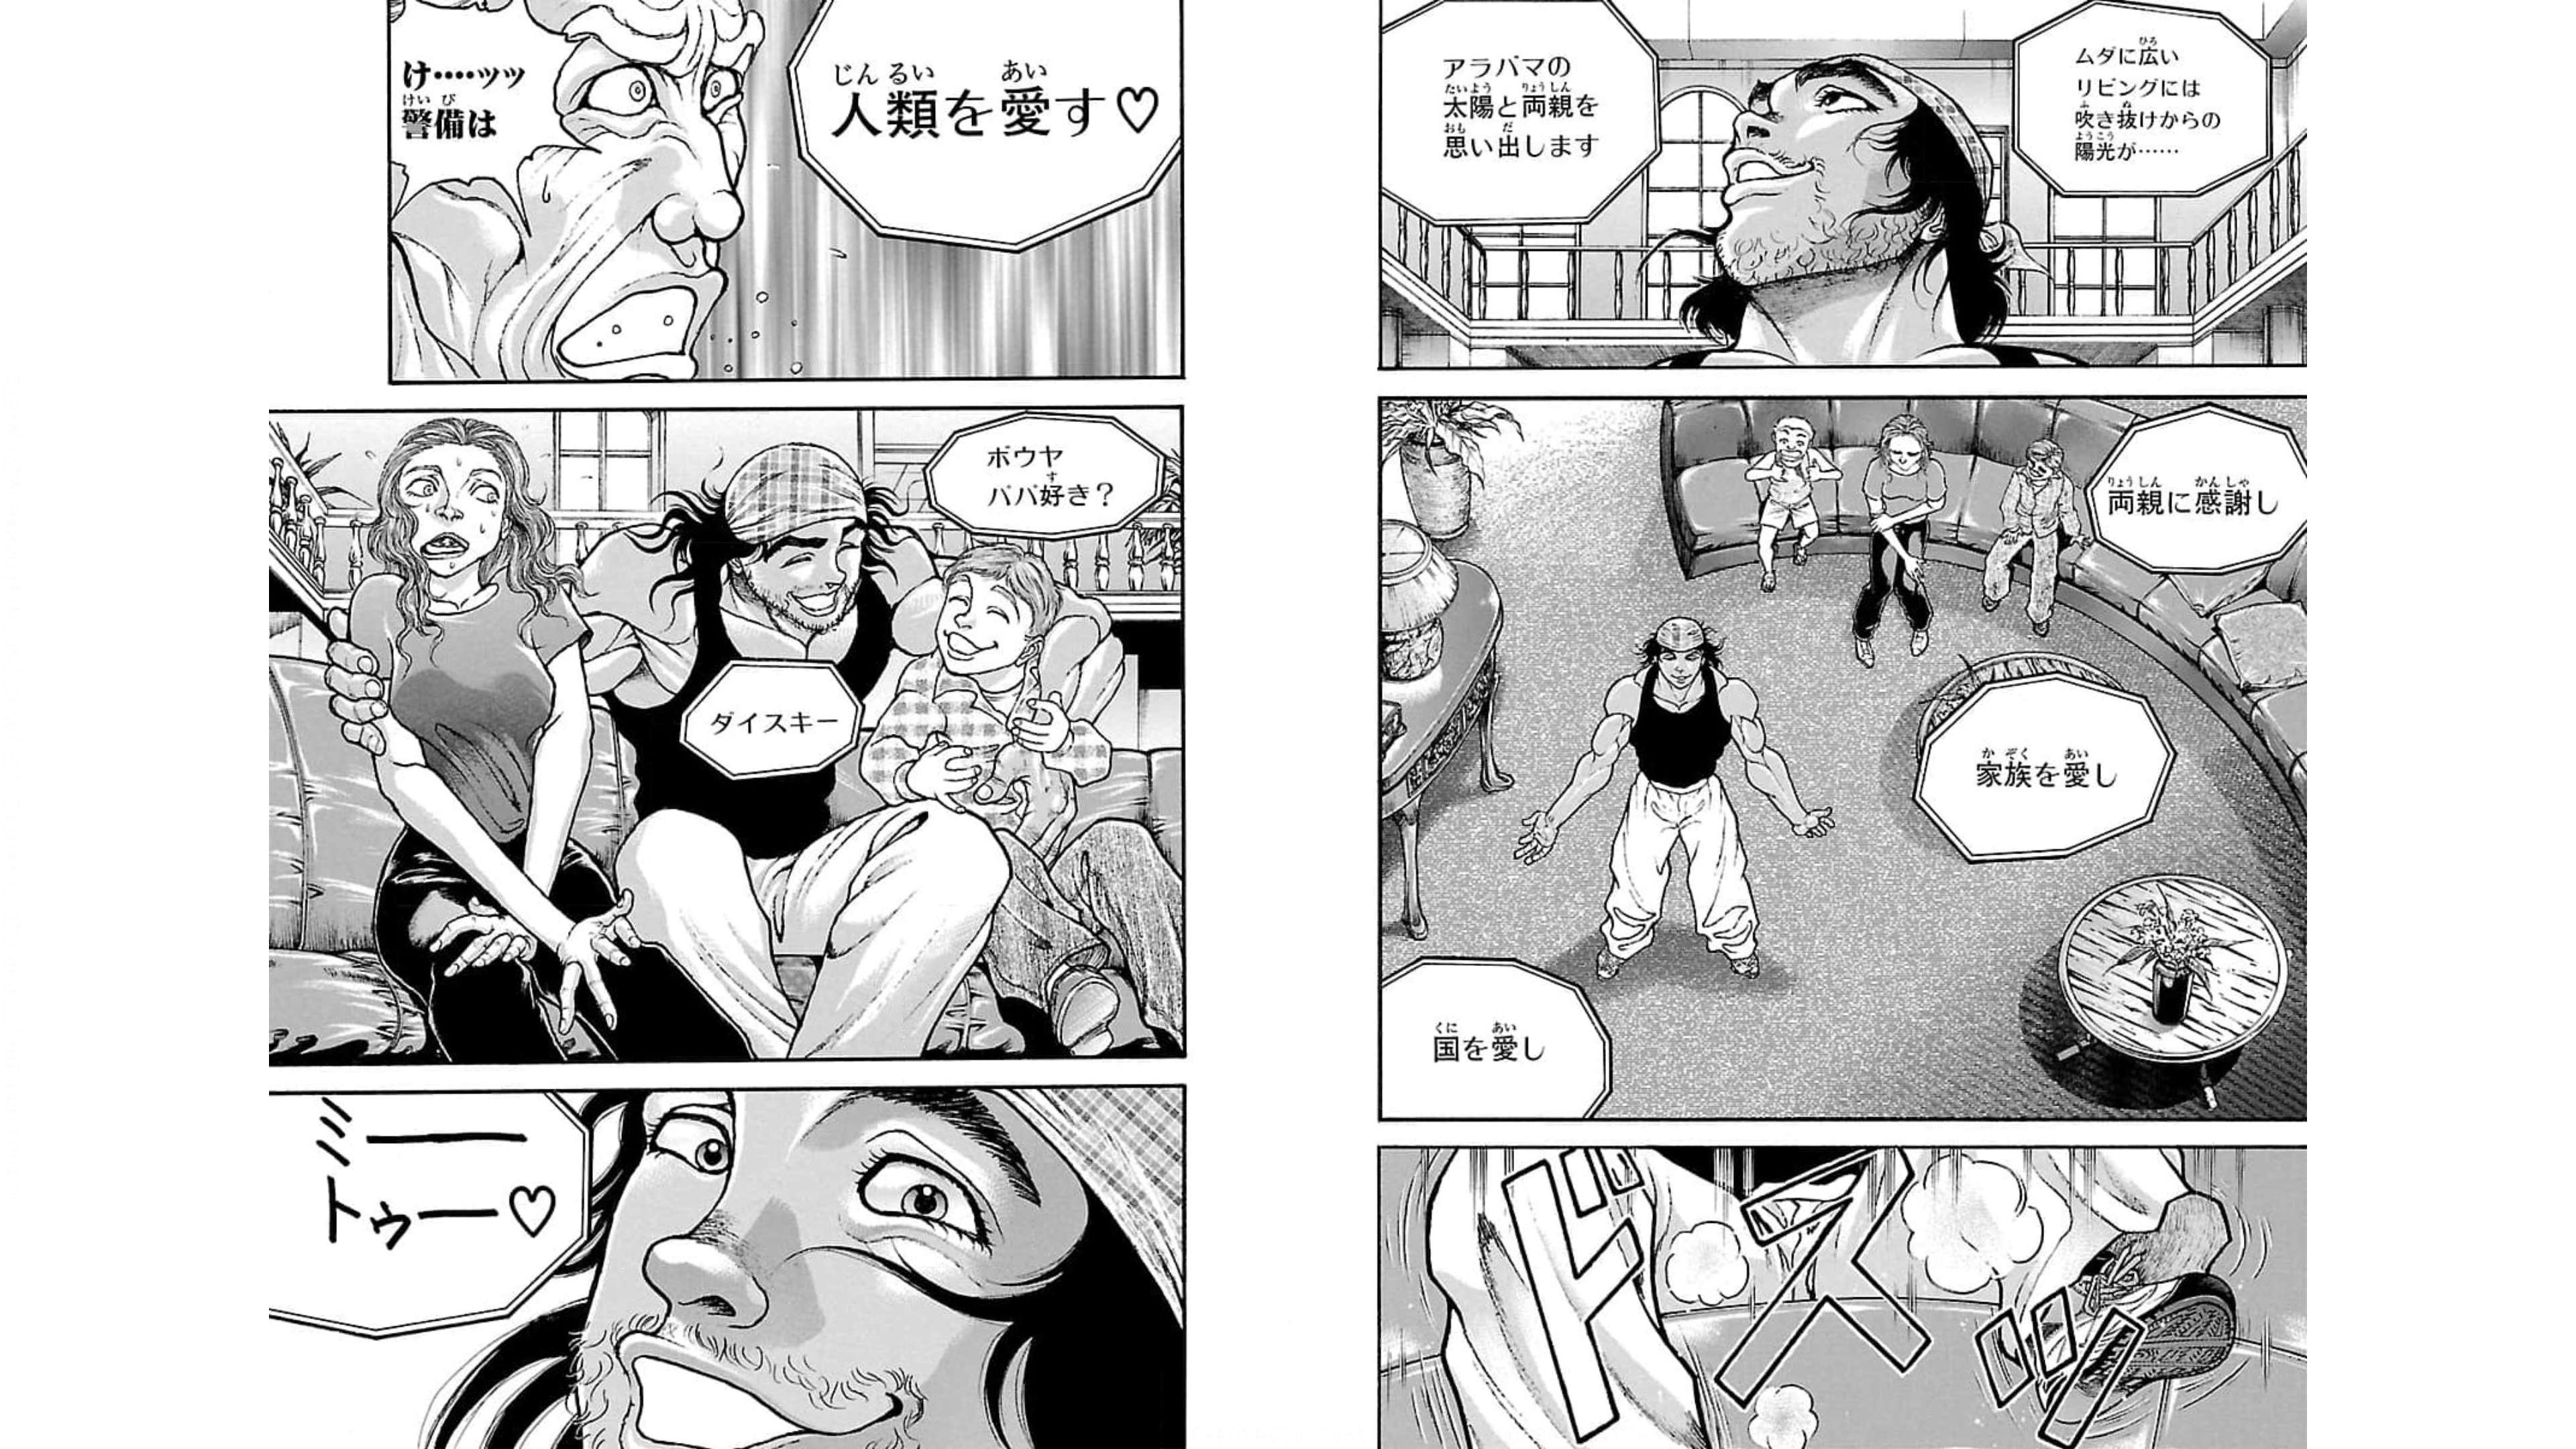 ムダに広い
リビングには
吹き抜けからの
陽光が……
アラバマの
太陽と両親を
思い出します
両親に感謝し
家族を愛し
国を愛し
ドスッ
人類を愛す♡
け‥‥ッッ
警備は
ボウヤ
パパ好き?
ダイスキー
ミー
トゥー♡